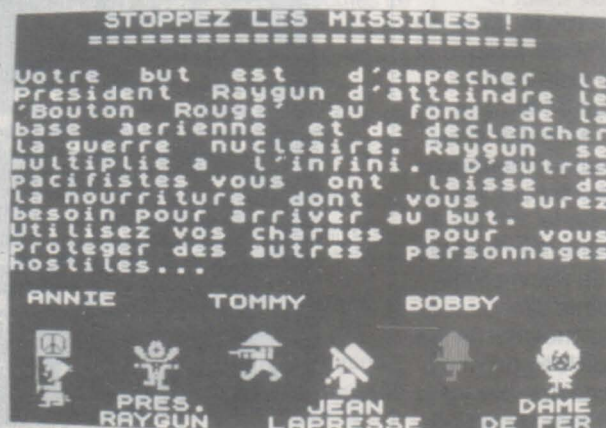 STOPPEZ LES MISSILES !
==========================
Votre but est d'empecher le
President Raygun d'atteindre le
'Bouton Rouge' au fond de la
base aerienne et de declencher
la guerre nucleaire. Raygun se
multiplie a l'infini. D'autres
pacifistes vous ont laisse de
la nourriture dont vous aurez
besoin pour arriver au but.
Utilisez vos charmes pour vous
proteger des autres personnages
hostiles...
ANNIE TOMMY BOBBY
PRES. JEAN DAME
RAYGUN LAPRESSE DE FER